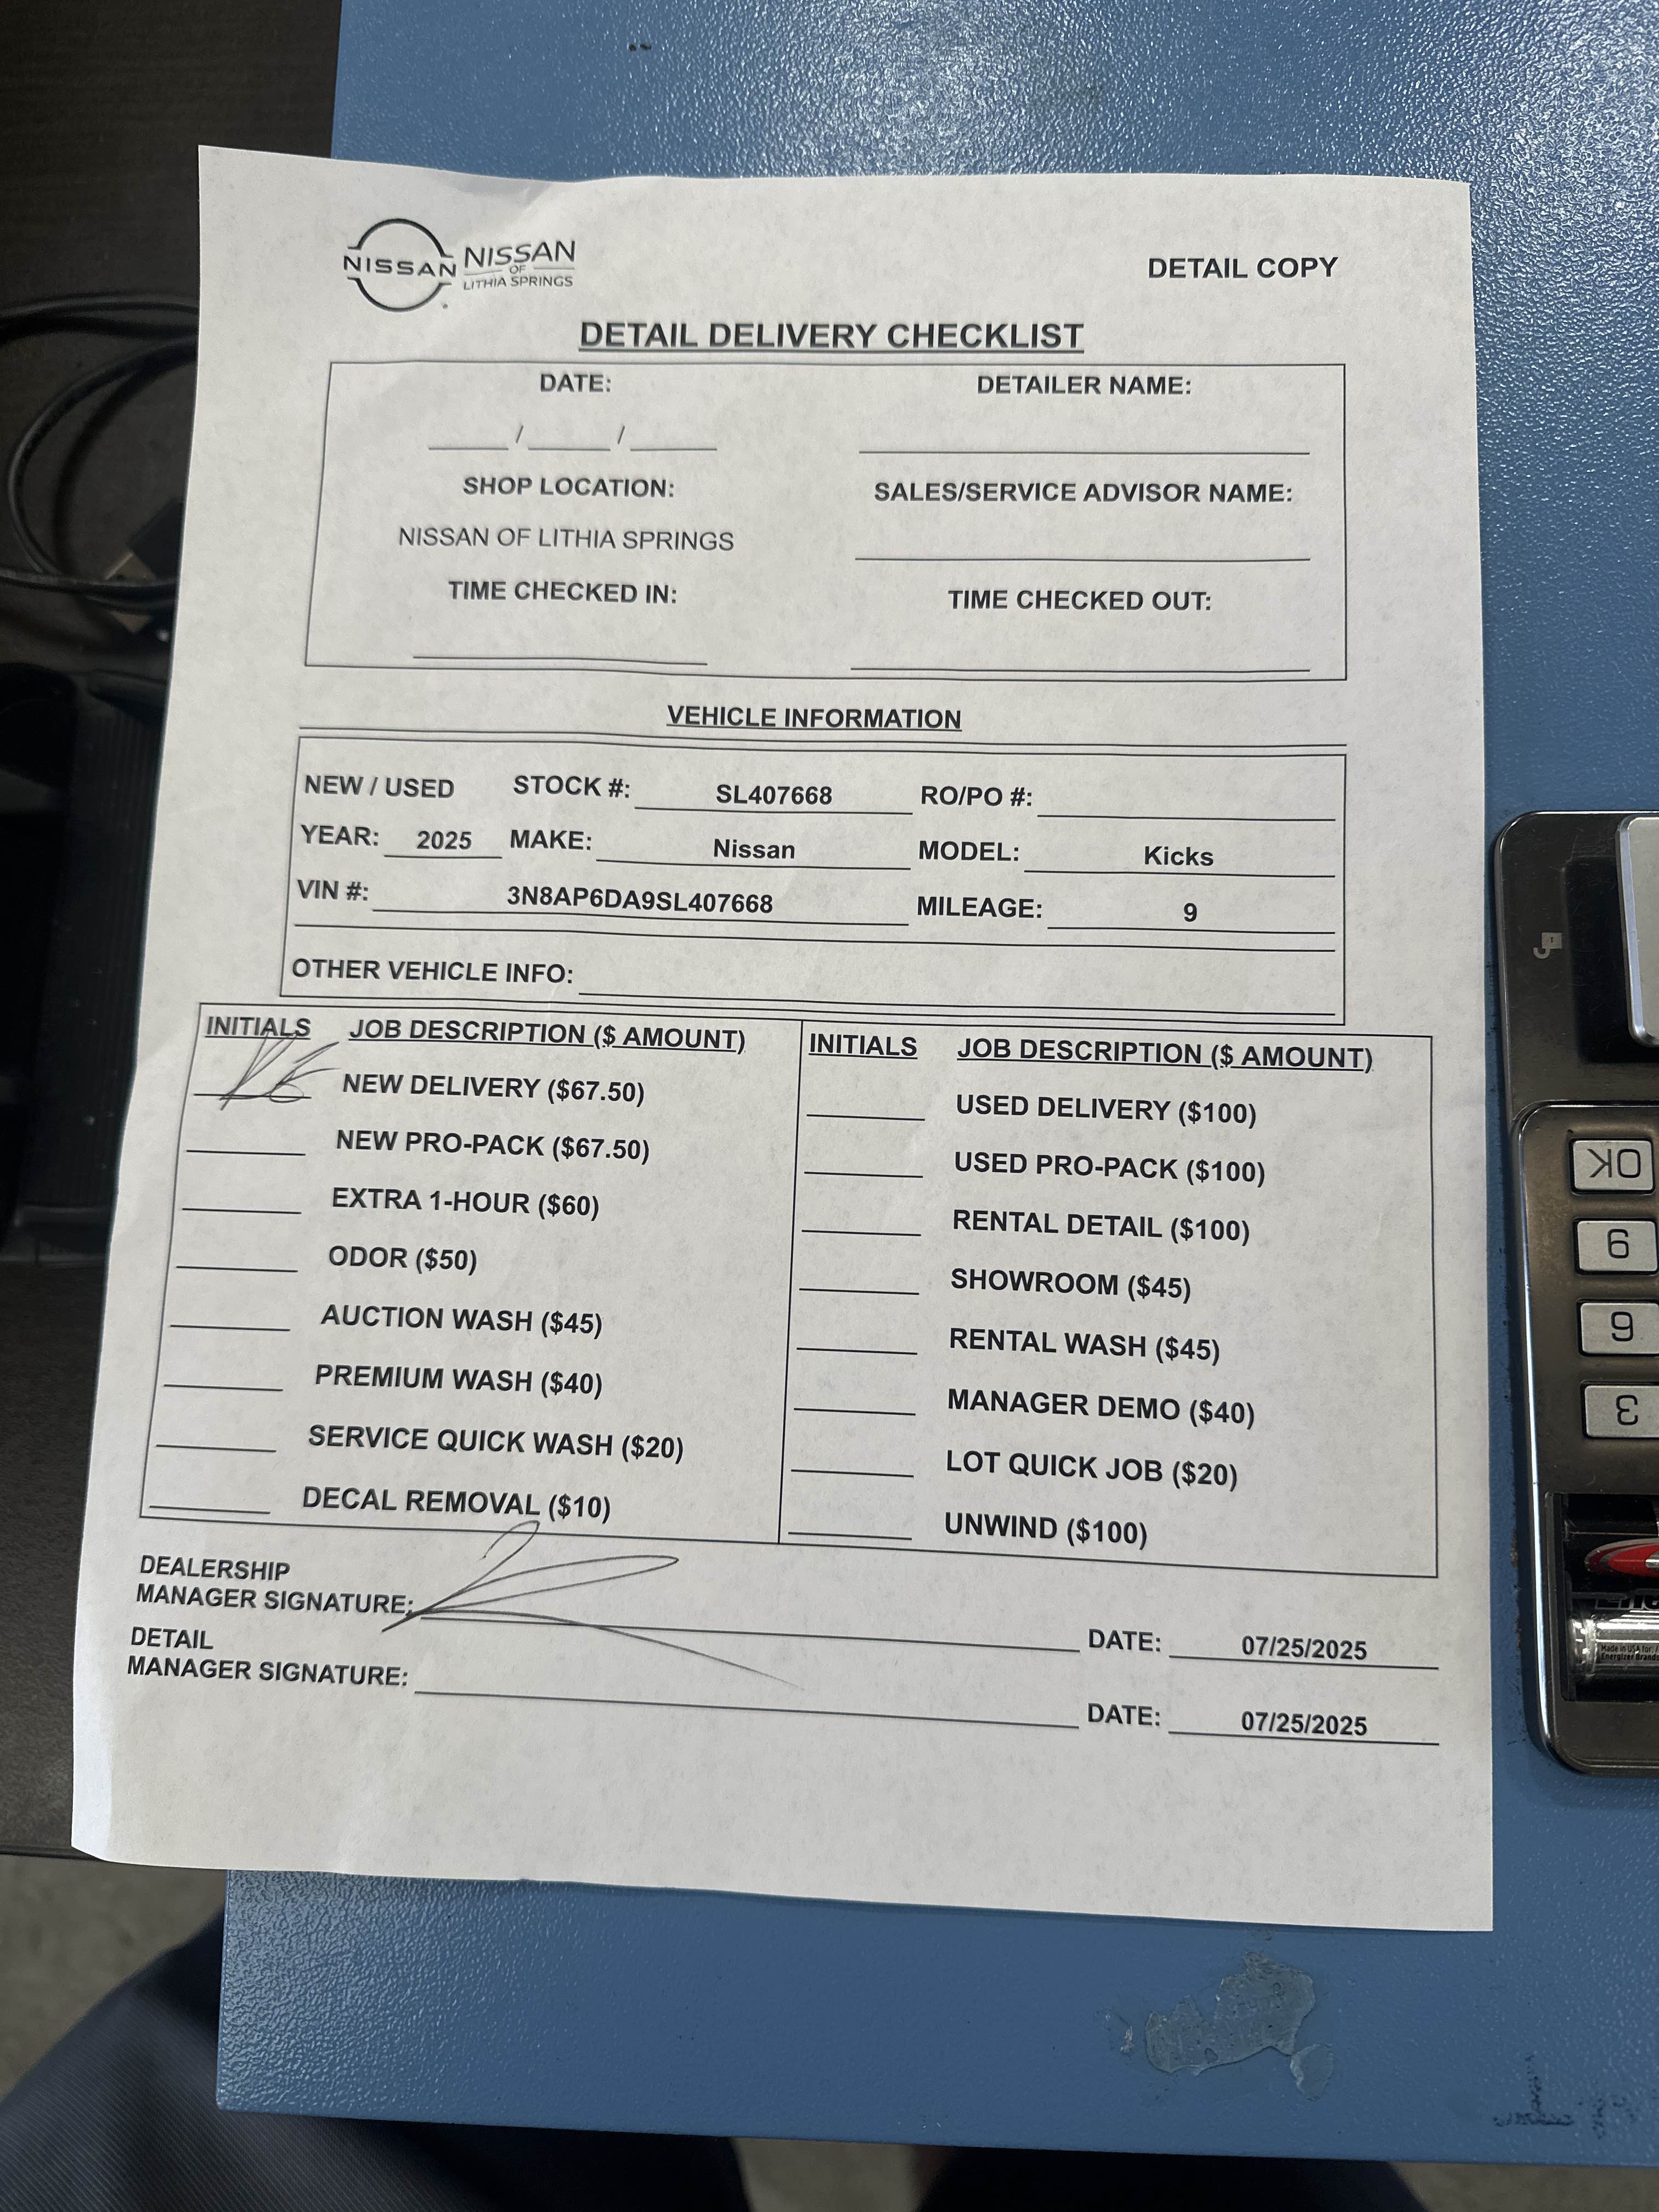 NISSAN NISSAN
OF
LITHIA SPRINGS
DETAIL COPY
DETAIL DELIVERY CHECKLIST
DATE: DETAILER NAME:
/ /
SHOP LOCATION: SALES/SERVICE ADVISOR NAME:
NISSAN OF LITHIA SPRINGS
TIME CHECKED IN: TIME CHECKED OUT:
VEHICLE INFORMATION
NEW / USED STOCK #: SL407668 RO/PO #:
YEAR: 2025 MAKE: Nissan MODEL: Kicks
VIN #: 3N8AP6DA9SL407668 MILEAGE: 9
OTHER VEHICLE INFO:
INITIALS JOB DESCRIPTION ($ AMOUNT)
NEW DELIVERY ($67.50)
NEW PRO-PACK ($67.50)
EXTRA 1-HOUR ($60)
ODOR ($50)
AUCTION WASH ($45)
PREMIUM WASH ($40)
SERVICE QUICK WASH ($20)
DECAL REMOVAL ($10)
INITIALS JOB DESCRIPTION ($ AMOUNT)
USED DELIVERY ($100)
USED PRO-PACK ($100)
RENTAL DETAIL ($100)
SHOWROOM ($45)
RENTAL WASH ($45)
MANAGER DEMO ($40)
LOT QUICK JOB ($20)
UNWIND ($100)
DEALERSHIP
MANAGER SIGNATURE: DATE: 07/25/2025
DETAIL
MANAGER SIGNATURE: DATE: 07/25/2025
OK
9
6
3